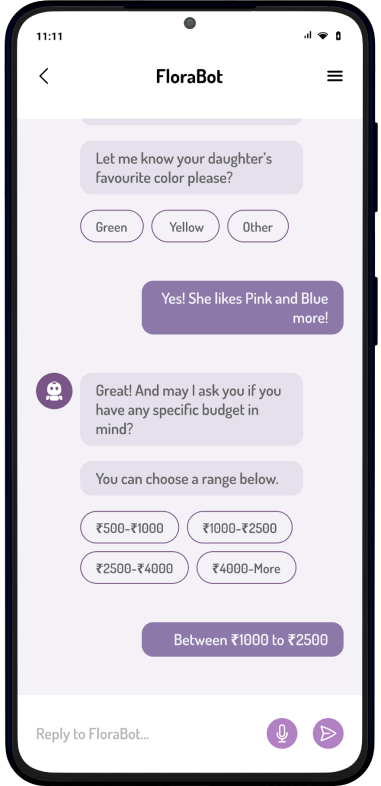 11:11
FloraBot
Let me know your daughter's
favourite color please?
Green Yellow Other
Yes! She likes Pink and Blue
more!
Great! And may I ask you if you
have any specific budget in
mind?
You can choose a range below.
₹500-₹1000 ₹1000-₹2500
₹2500-₹4000 ₹4000-More
Between ₹1000 to ₹2500
Reply to FloraBot...